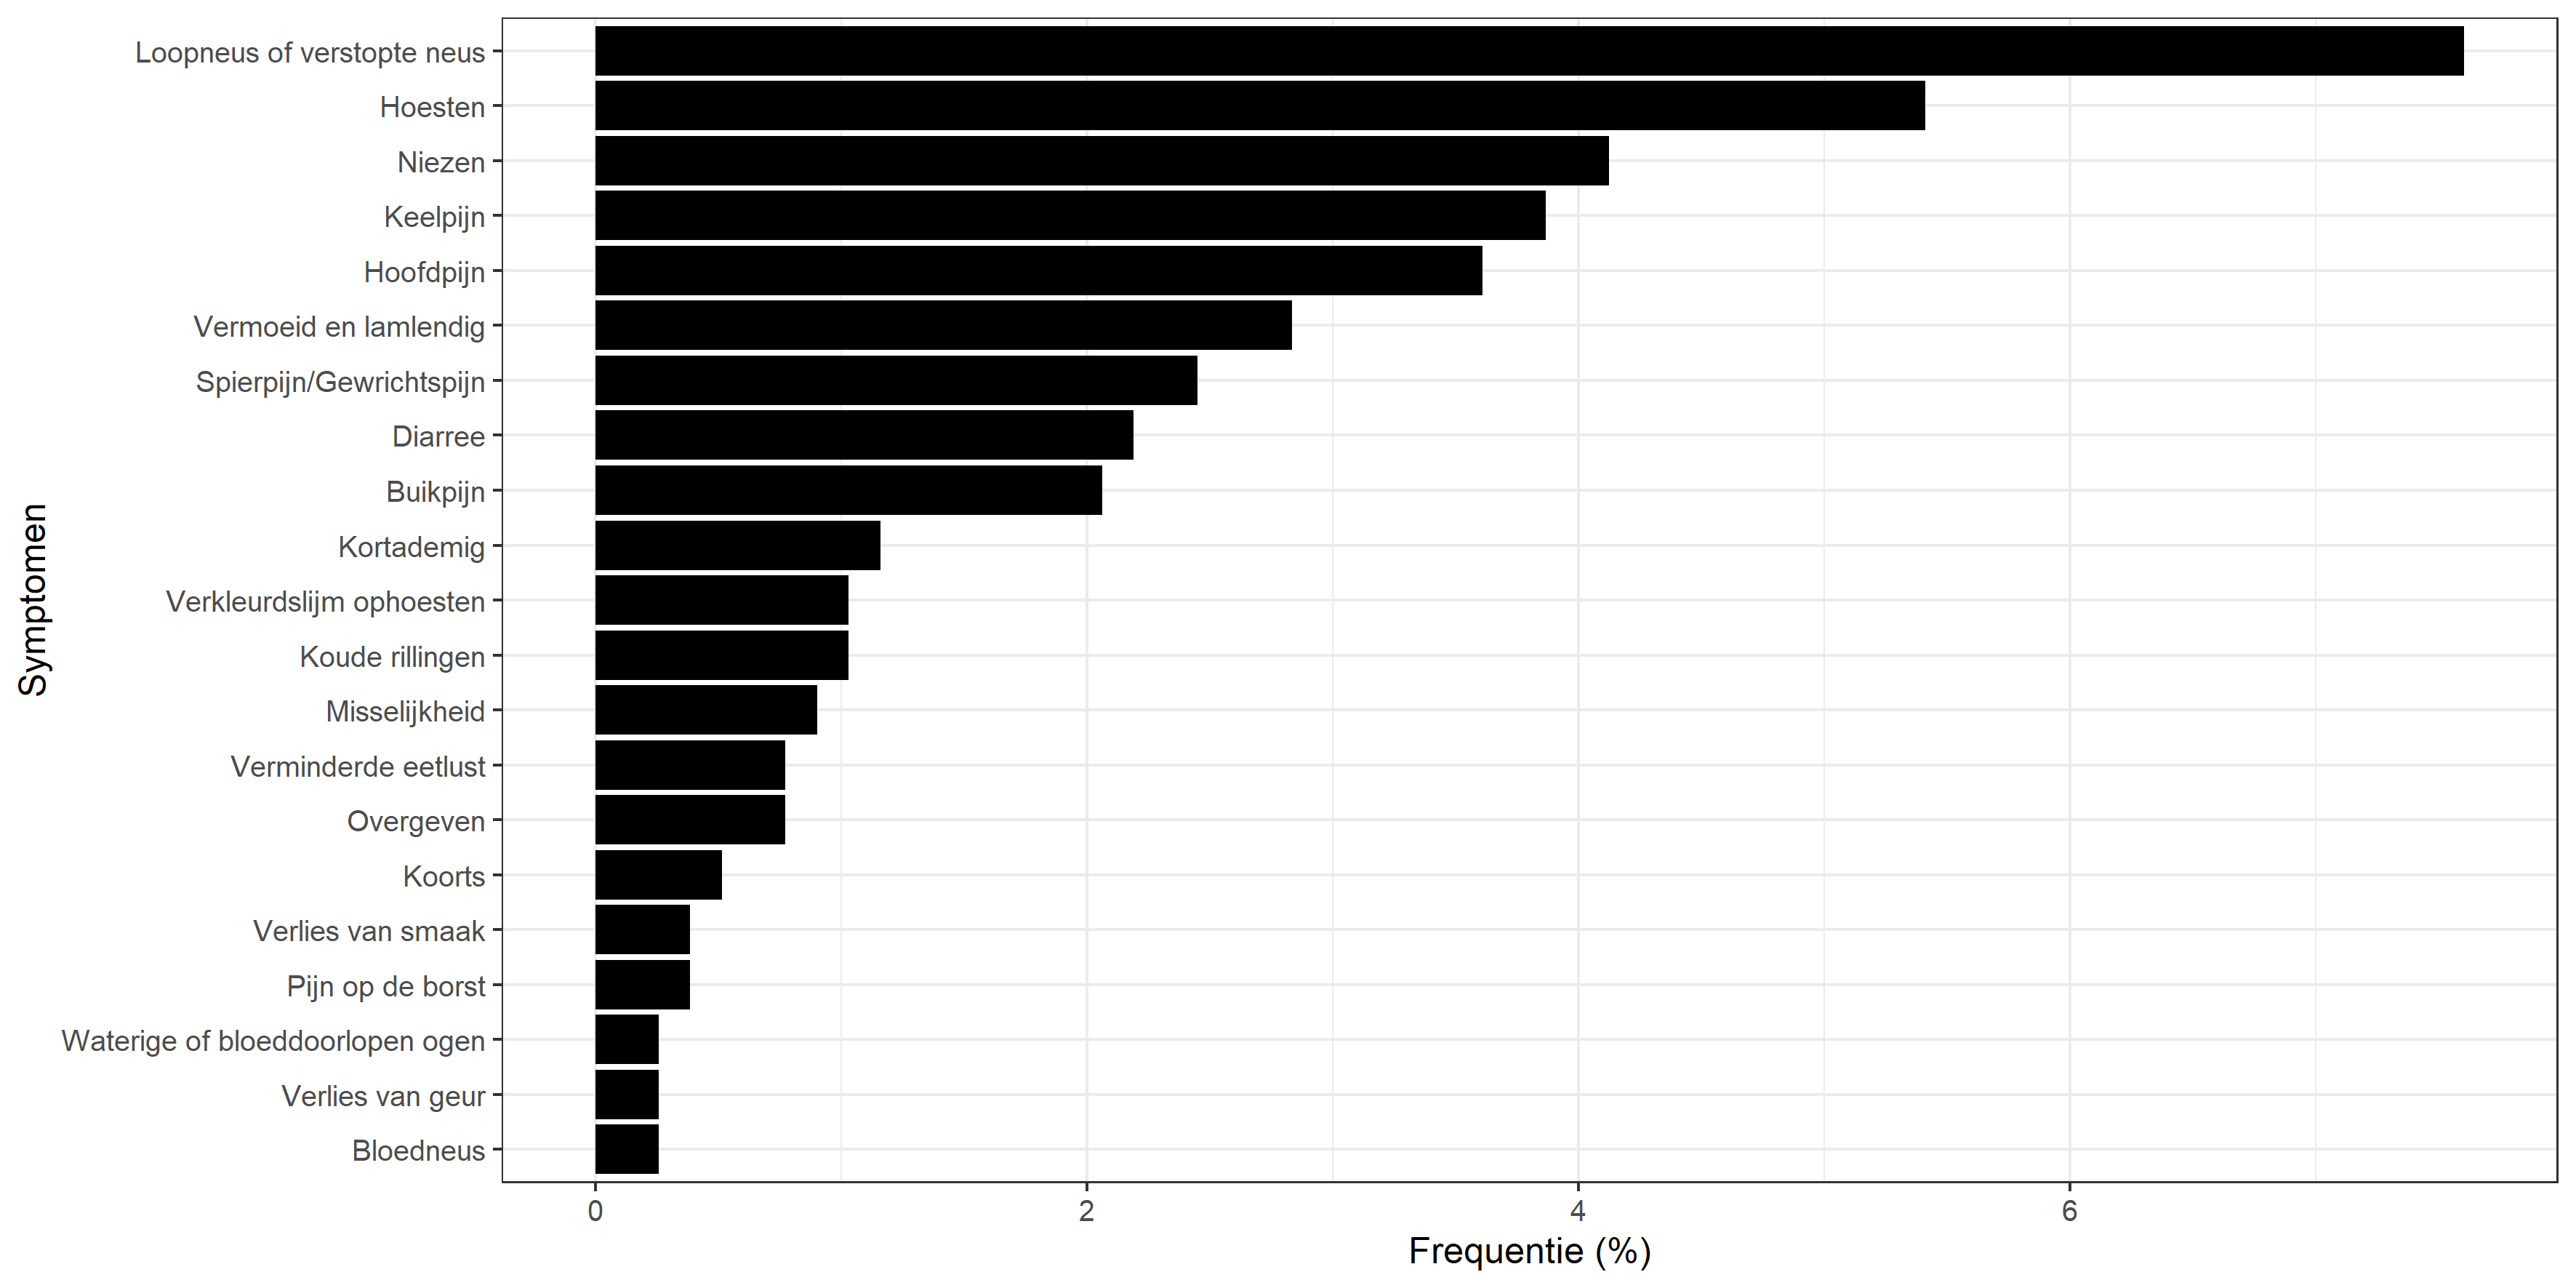 Loopneus of verstopte neus
Hoesten
Niezen
Keelpijn
Hoofdpijn
Vermoeid en lamlendig
Spierpijn/Gewrichtspijn
Diarree
Buikpijn
Kortademig
Verkleurdslijm ophoesten
Koude rillingen
Misselijkheid
Verminderde eetlust
Overgeven
Koorts
Verlies van smaak
Pijn op de borst
Waterige of bloeddoorlopen ogen
Verlies van geur
Bloedneus
Symptomen
0 2 4 6
Frequentie (%)